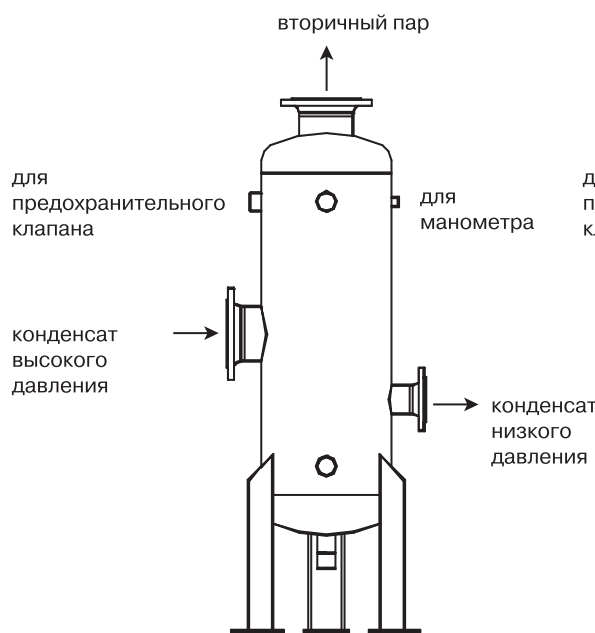 вторичный пар
для
предохранительного
клапана
для
манометра
конденсат
высокого
давления
конденсат
низкого
давления